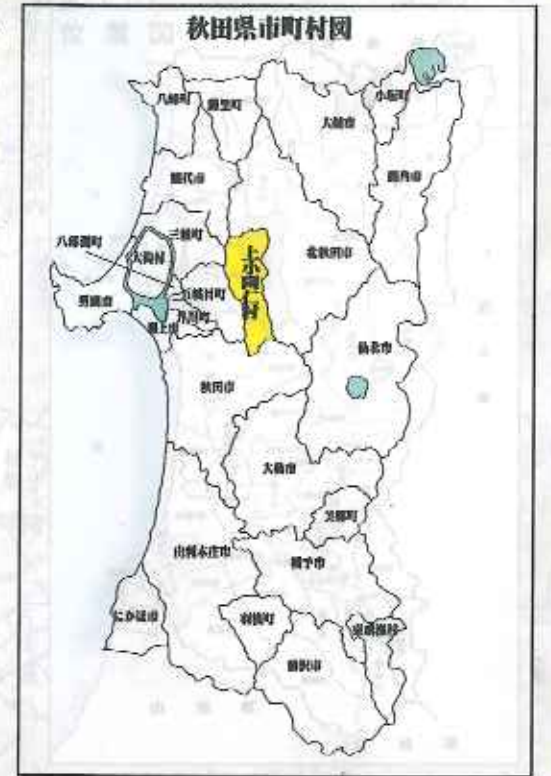 秋田県市町村図
八峰町
藤里町
小坂町
大館市
鹿角市
能代市
三種町
八郎潟町
大潟村
上小阿仁村
北秋田市
男鹿市
五城目町
井川町
潟上市
仙北市
秋田市
大仙市
美郷町
由利本荘市
横手市
にかほ市
羽後町
東成瀬村
湯沢市